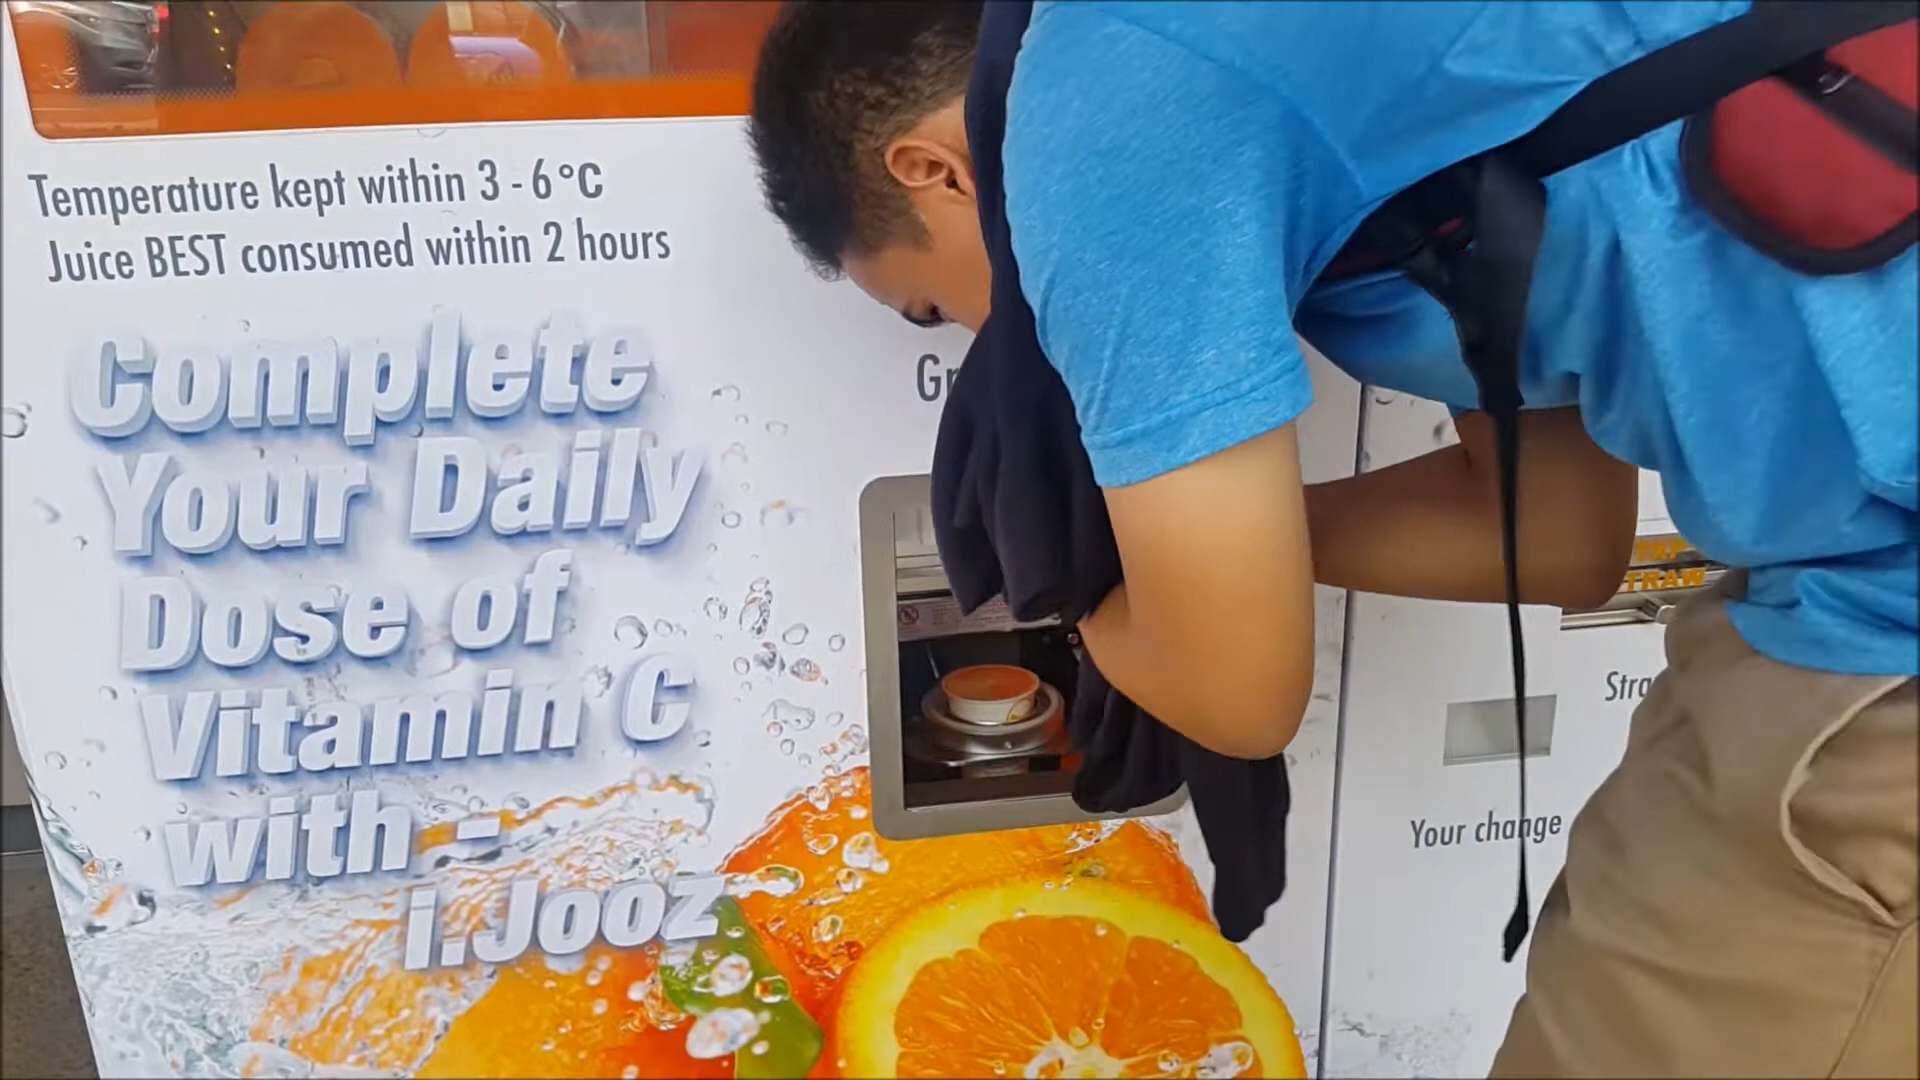 Temperature kept within 3 - 6°C
Juice BEST consumed within 2 hours
Complete
Your Daily
Dose of
Vitamin C
with -
i.Jooz
Your change